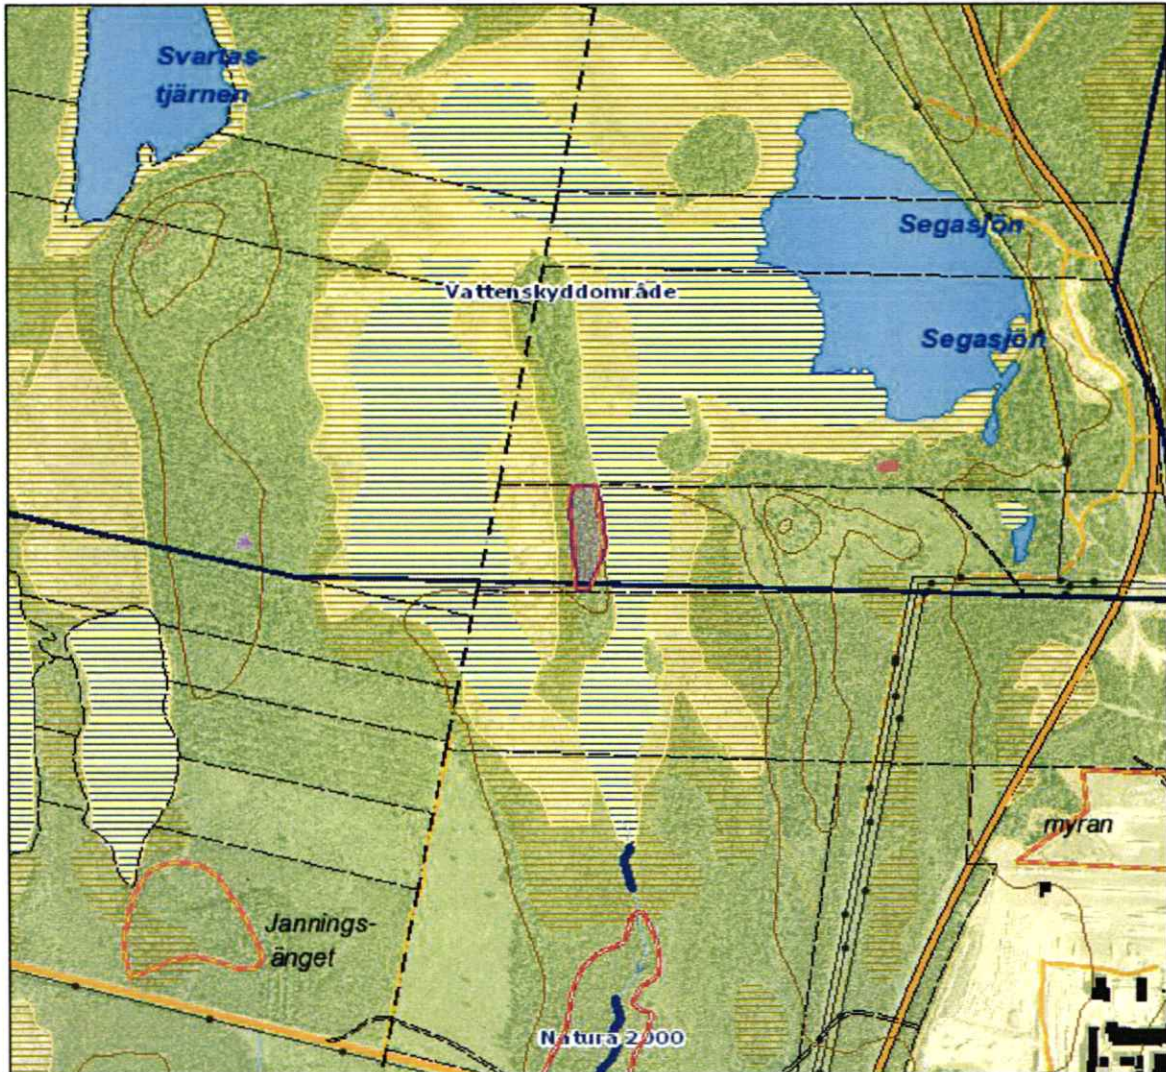 Svartas-
tjärnen
Segasjön
Vattenskyddområde
Segasjön
myran
Jannings-
änget
Natura 2000